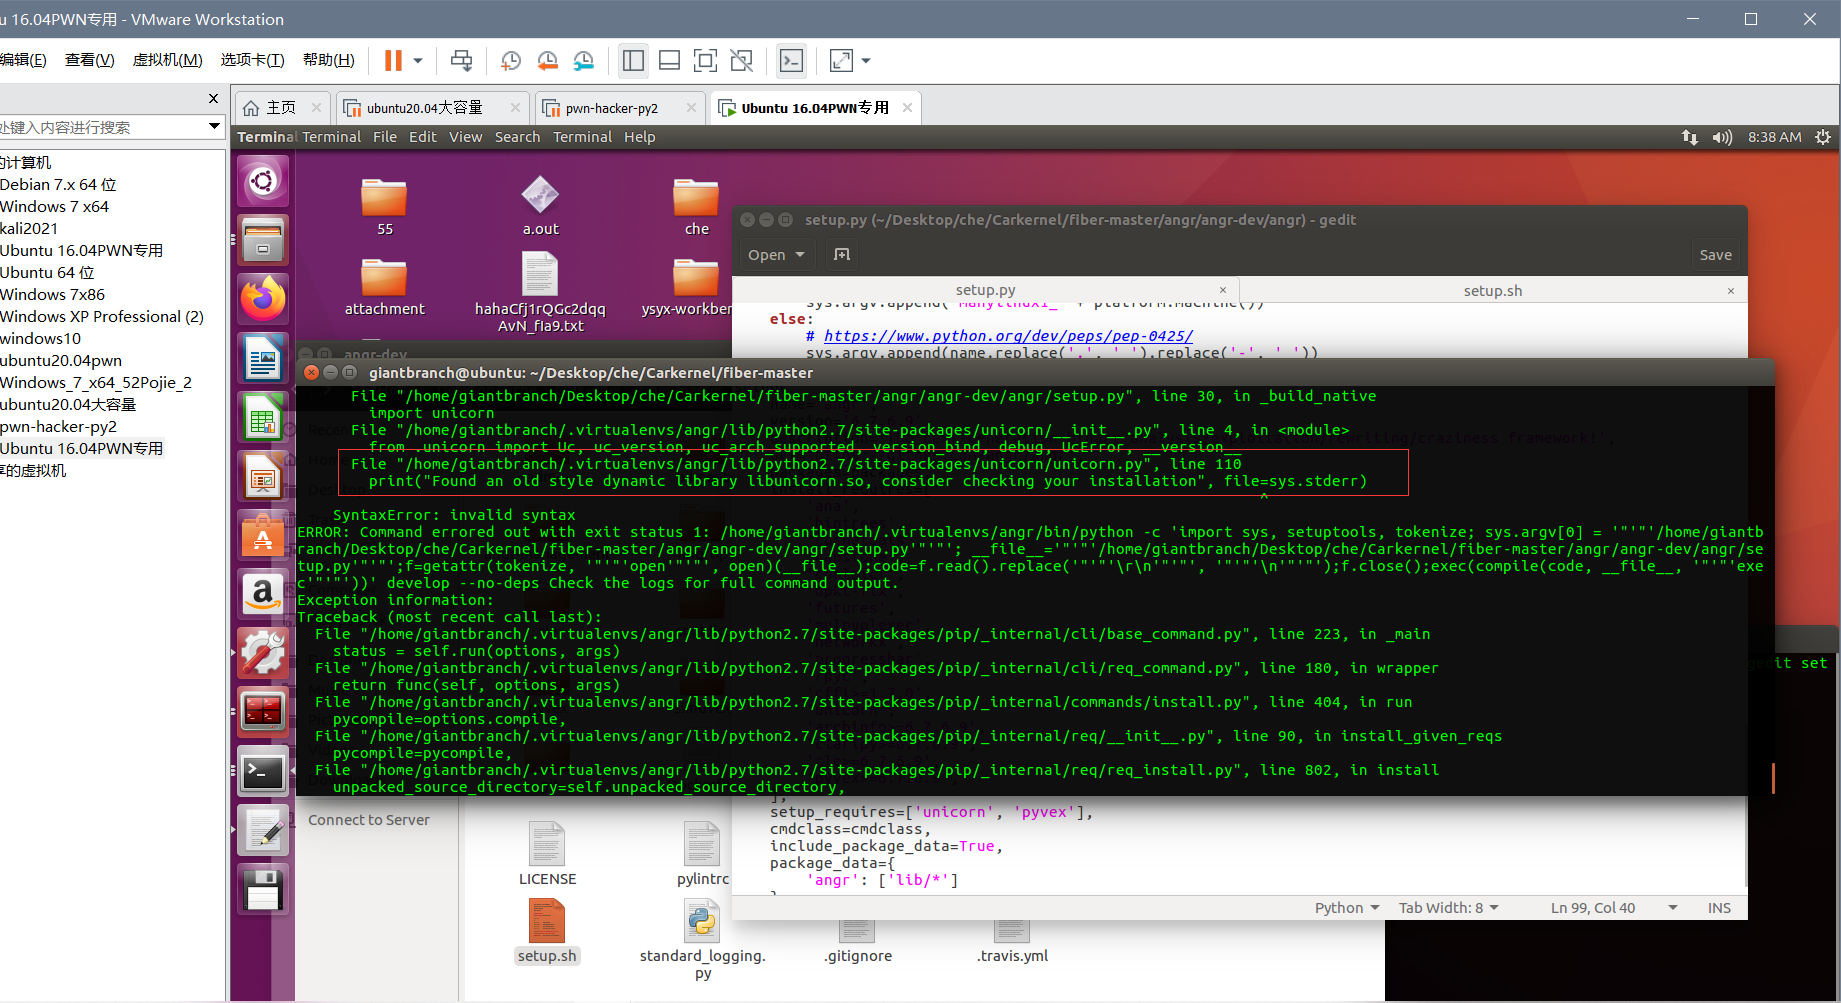 u 16.04PWN专用 - VMware Workstation
编辑(E) 查看(V) 虚拟机(M) 选项卡(T) 帮助(H)
处键入内容进行搜索
的计算机
Debian 7.x 64 位
Windows 7 x64
kali2021
Ubuntu 16.04PWN专用
Ubuntu 64 位
Windows 7x86
Windows XP Professional (2)
windows10
ubuntu20.04pwn
Windows_7_x64_52Pojie_2
ubuntu20.04大容量
pwn-hacker-py2
Ubuntu 16.04PWN专用
享的虚拟机
主页
ubuntu20.04大容量
pwn-hacker-py2
Ubuntu 16.04PWN专用
Terminal Terminal File Edit View Search Terminal Help
8:38 AM
55
a.out
che
attachment
hahaCfj1rQGc2dqq
AvN_fIa9.txt
ysyx-workber
setup.py (~/Desktop/che/Carkernel/fiber-master/angr/angr-dev/angr) - gedit
Open
Save
setup.py
setup.sh
sys.argv.append('manylinux1_' + platform.machine())
else:
# https://www.python.org/dev/peps/pep-0425/
sys.argv.append(name.replace('.', '_').replace('-', '_'))
angr-dev
giantbranch@ubuntu: ~/Desktop/che/Carkernel/fiber-master
File "/home/giantbranch/Desktop/che/Carkernel/fiber-master/angr/angr-dev/angr/setup.py", line 30, in _build_native
import unicorn
File "/home/giantbranch/.virtualenvs/angr/lib/python2.7/site-packages/unicorn/__init__.py", line 4, in <module>
from .unicorn import Uc, uc_version, uc_arch_supported, version_bind, debug, UcError, __version__
File "/home/giantbranch/.virtualenvs/angr/lib/python2.7/site-packages/unicorn/unicorn.py", line 110
print("Found an old style dynamic library libunicorn.so, consider checking your installation", file=sys.stderr)
^
SyntaxError: invalid syntax
ERROR: Command errored out with exit status 1: /home/giantbranch/.virtualenvs/angr/bin/python -c 'import sys, setuptools, tokenize; sys.argv[0] = '"'"'/home/giantb
ranch/Desktop/che/Carkernel/fiber-master/angr/angr-dev/angr/setup.py'"'"'; __file__='"'"'/home/giantbranch/Desktop/che/Carkernel/fiber-master/angr/angr-dev/angr/se
tup.py'"'"';f=getattr(tokenize, '"'"'open'"'"', open)(__file__);code=f.read().replace('"'"'\r\n'"'"', '"'"'\n'"'"');f.close();exec(compile(code, __file__, '"'"'exe
c'"'"'))' develop --no-deps Check the logs for full command output.
Exception information:
Traceback (most recent call last):
File "/home/giantbranch/.virtualenvs/angr/lib/python2.7/site-packages/pip/_internal/cli/base_command.py", line 223, in _main
status = self.run(options, args)
File "/home/giantbranch/.virtualenvs/angr/lib/python2.7/site-packages/pip/_internal/cli/req_command.py", line 180, in wrapper
return func(self, options, args)
File "/home/giantbranch/.virtualenvs/angr/lib/python2.7/site-packages/pip/_internal/commands/install.py", line 404, in run
pycompile=options.compile,
File "/home/giantbranch/.virtualenvs/angr/lib/python2.7/site-packages/pip/_internal/req/__init__.py", line 90, in install_given_reqs
pycompile=pycompile,
File "/home/giantbranch/.virtualenvs/angr/lib/python2.7/site-packages/pip/_internal/req/req_install.py", line 802, in install
unpacked_source_directory=self.unpacked_source_directory,
gedit set
],
setup_requires=['unicorn', 'pyvex'],
cmdclass=cmdclass,
include_package_data=True,
package_data={
'angr': ['lib/*']
Python Tab Width: 8 Ln 99, Col 40 INS
Connect to Server
LICENSE
pylintrc
setup.sh
standard_logging.
py
.gitignore
.travis.yml